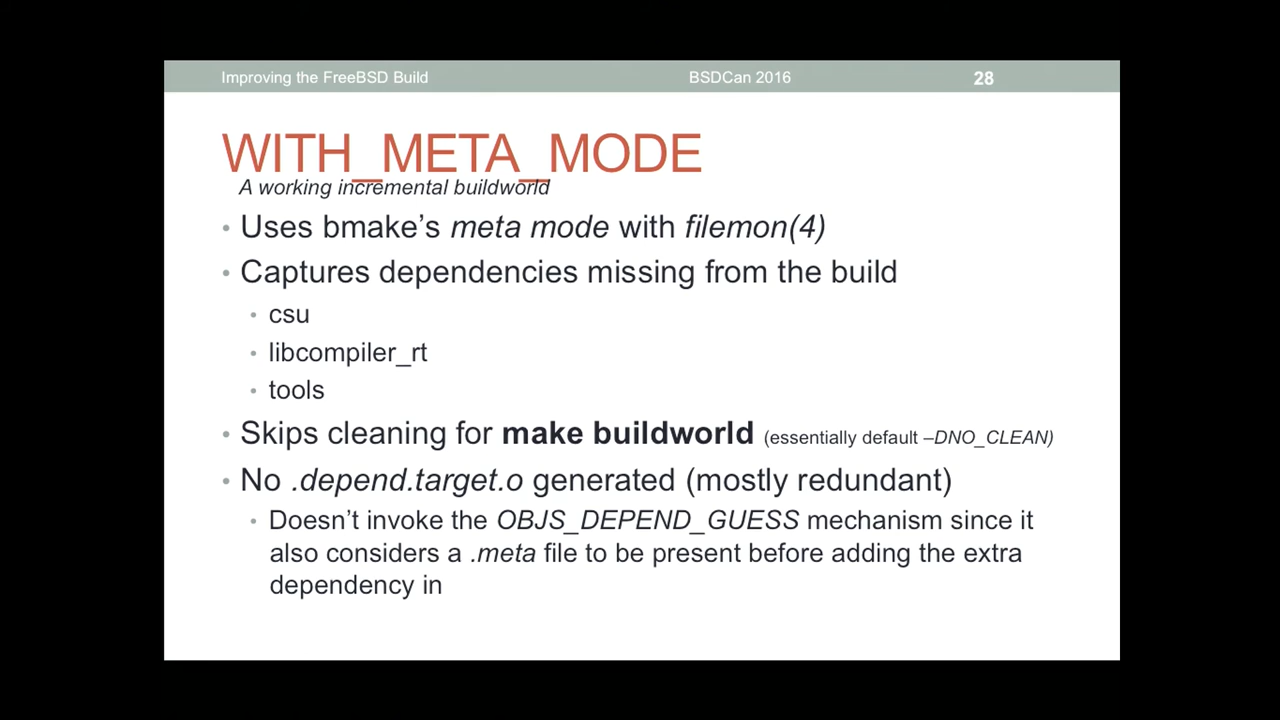 Improving the FreeBSD Build BSDCan 2016 28
WITH_META_MODE
A working incremental buildworld
• Uses bmake’s meta mode with filemon(4)
• Captures dependencies missing from the build
• csu
• libcompiler_rt
• tools
• Skips cleaning for make buildworld (essentially default –DNO_CLEAN)
• No .depend.target.o generated (mostly redundant)
• Doesn’t invoke the OBJS_DEPEND_GUESS mechanism since it
also considers a .meta file to be present before adding the extra
dependency in